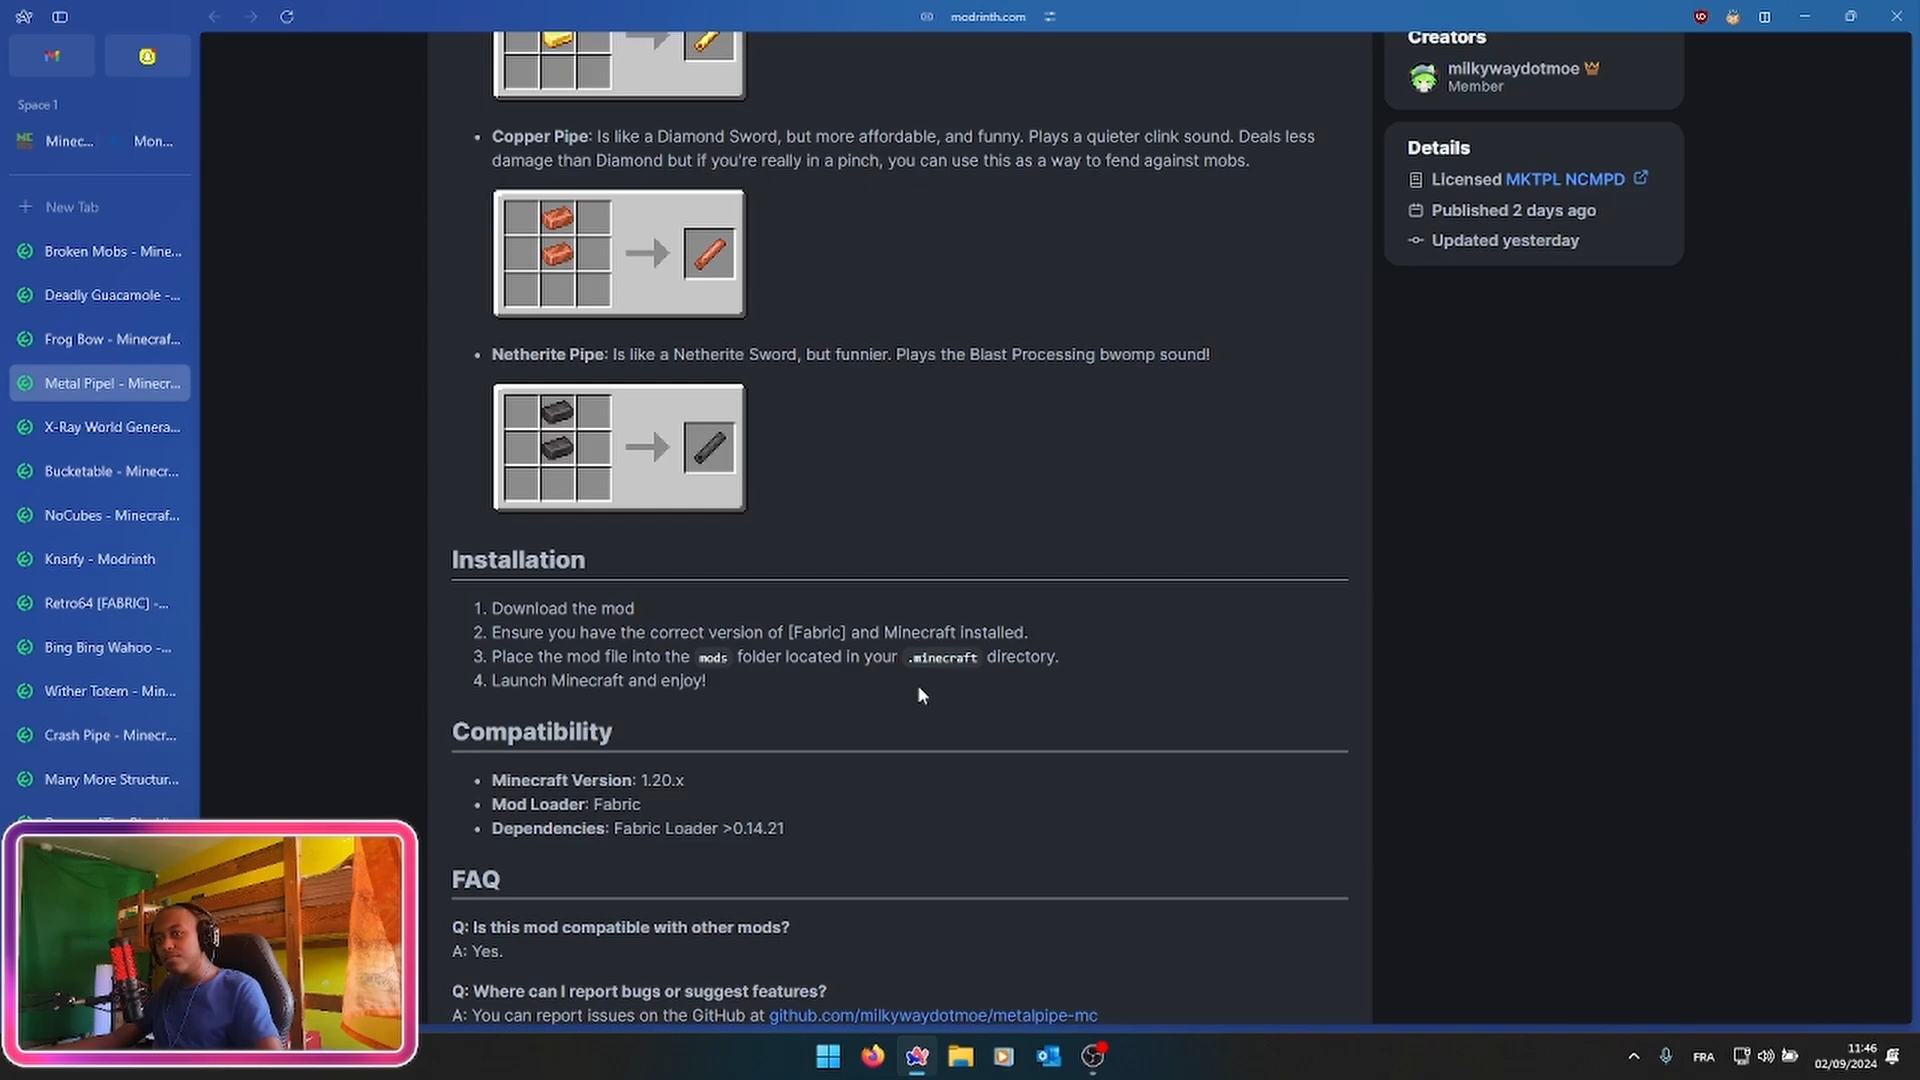 modrinth.com
Space 1
Minec...
Mon...
New Tab
Broken Mobs - Mine...
Deadly Guacamole -...
Frog Bow - Minecraf...
Metal Pipe! - Minecr...
X-Ray World Genera...
Bucketable - Minecr...
NoCubes - Minecraf...
Knarfy - Modrinth
Retro64 [FABRIC] -...
Bing Bing Wahoo -...
Wither Totem - Min...
Crash Pipe - Minecr...
Many More Structur...
Copper Pipe: Is like a Diamond Sword, but more affordable, and funny. Plays a quieter clink sound. Deals less
damage than Diamond but if you're really in a pinch, you can use this as a way to fend against mobs.
Netherite Pipe: Is like a Netherite Sword, but funnier. Plays the Blast Processing bwomp sound!
Installation
1. Download the mod
2. Ensure you have the correct version of [Fabric] and Minecraft installed.
3. Place the mod file into the mods folder located in your .minecraft directory.
4. Launch Minecraft and enjoy!
Compatibility
Minecraft Version: 1.20.x
Mod Loader: Fabric
Dependencies: Fabric Loader >0.14.21
FAQ
Q: Is this mod compatible with other mods?
A: Yes.
Q: Where can I report bugs or suggest features?
A: You can report issues on the GitHub at github.com/milkywaydotmoe/metalpipe-mc
Creators
milkywaydotmoe
Member
Details
Licensed MKTPL NCMPD
Published 2 days ago
Updated yesterday
FRA
11:46
02/09/2024